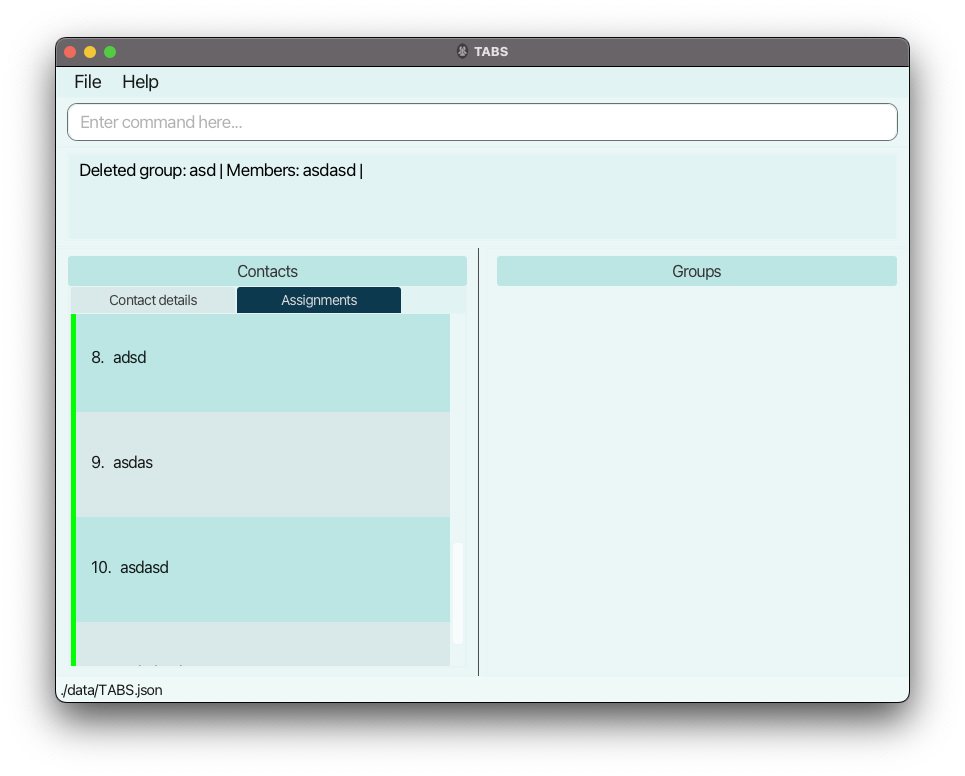 TABS
File Help
Enter command here...
Deleted group: asd | Members: asdasd |
Contacts
Groups
Contact details Assignments
8. adsd
9. asdas
10. asdasd
./data/TABS.json